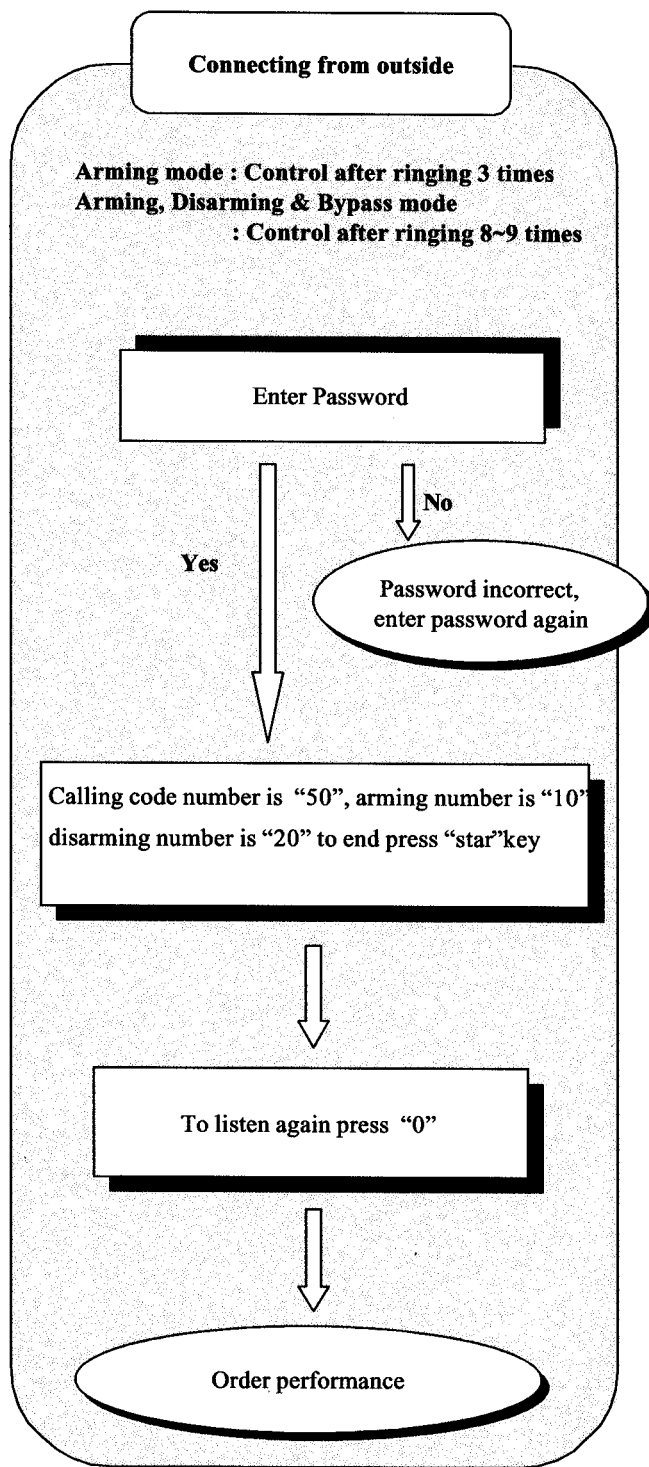 Connecting from outside
Arming mode : Control after ringing 3 times
Arming, Disarming & Bypass mode
: Control after ringing 8~9 times
Enter Password
No
Yes
Password incorrect,
enter password again
Calling code number is “50”, arming number is “10”
disarming number is “20” to end press “star”key
To listen again press “0”
Order performance